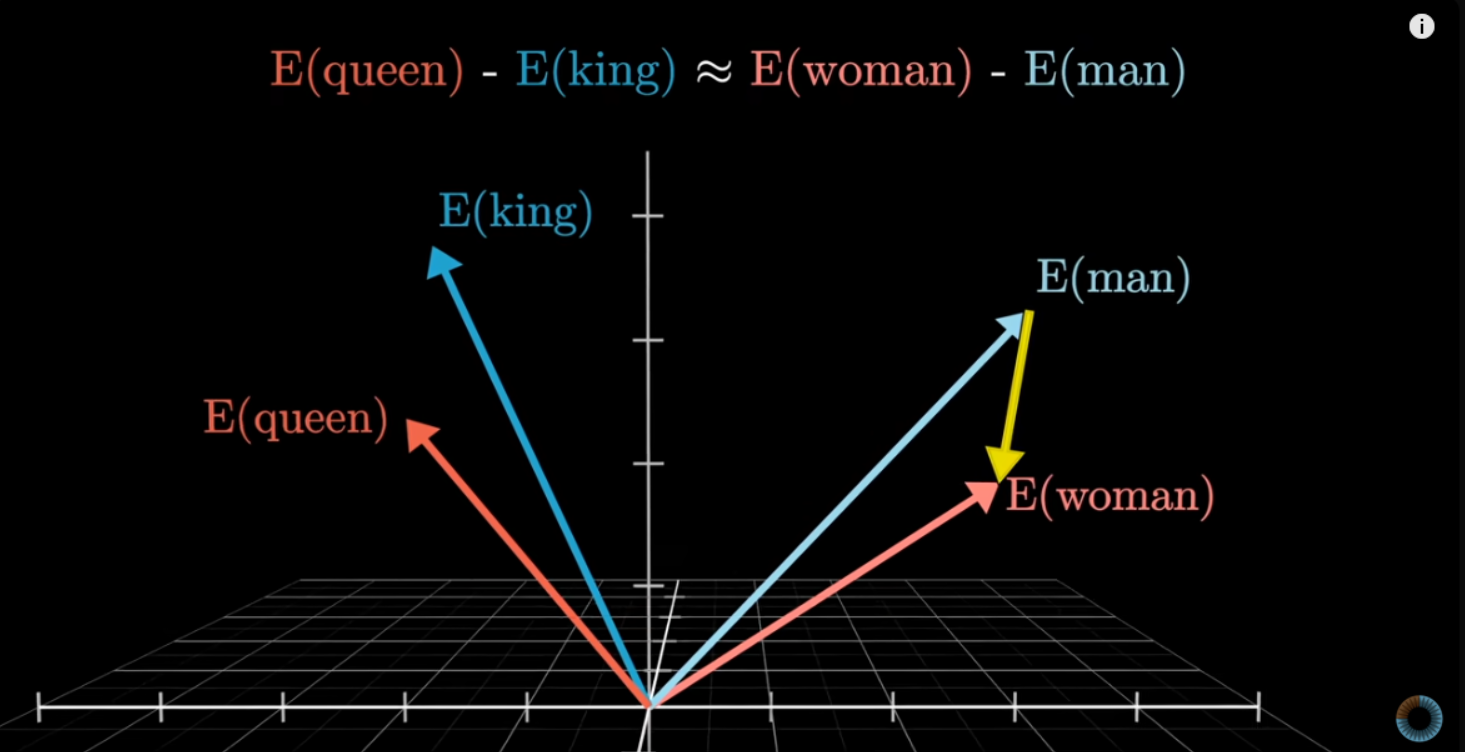 E(queen) - E(king) ≈ E(woman) - E(man)
E(king)
E(man)
E(queen)
E(woman)